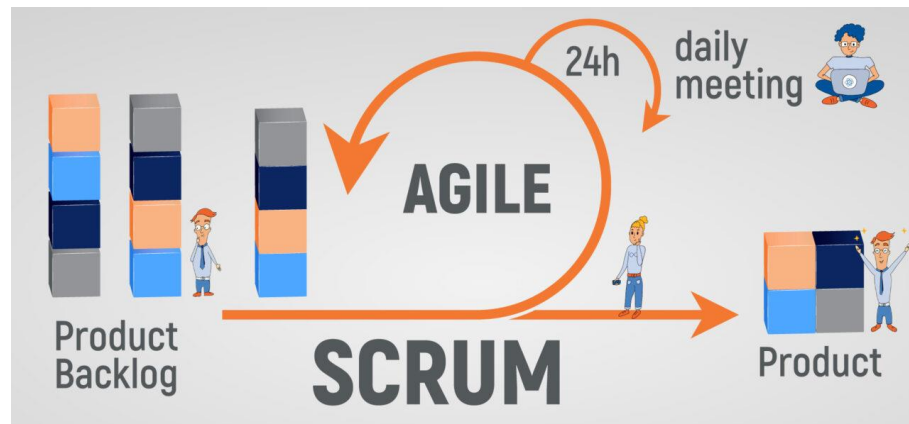 24h
daily
meeting
AGILE
Product
Backlog
SCRUM
Product